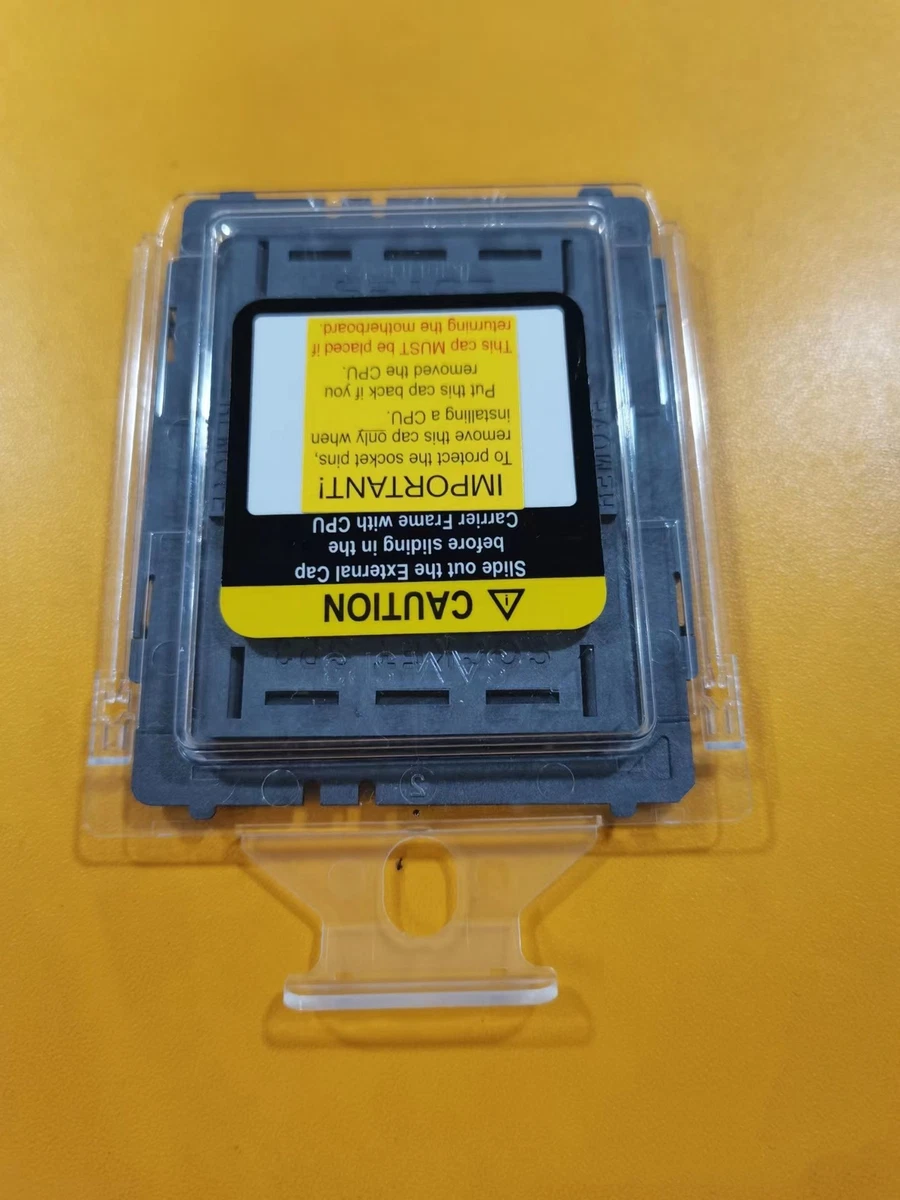 CAUTION
Slide out the External Cap
before sliding in the
Carrier Frame with CPU
IMPORTANT!
To protect the socket pins,
remove this cap only when
installing a CPU.
Put this cap back if you
removed the CPU.
This cap MUST be placed if
returning the motherboard.
2